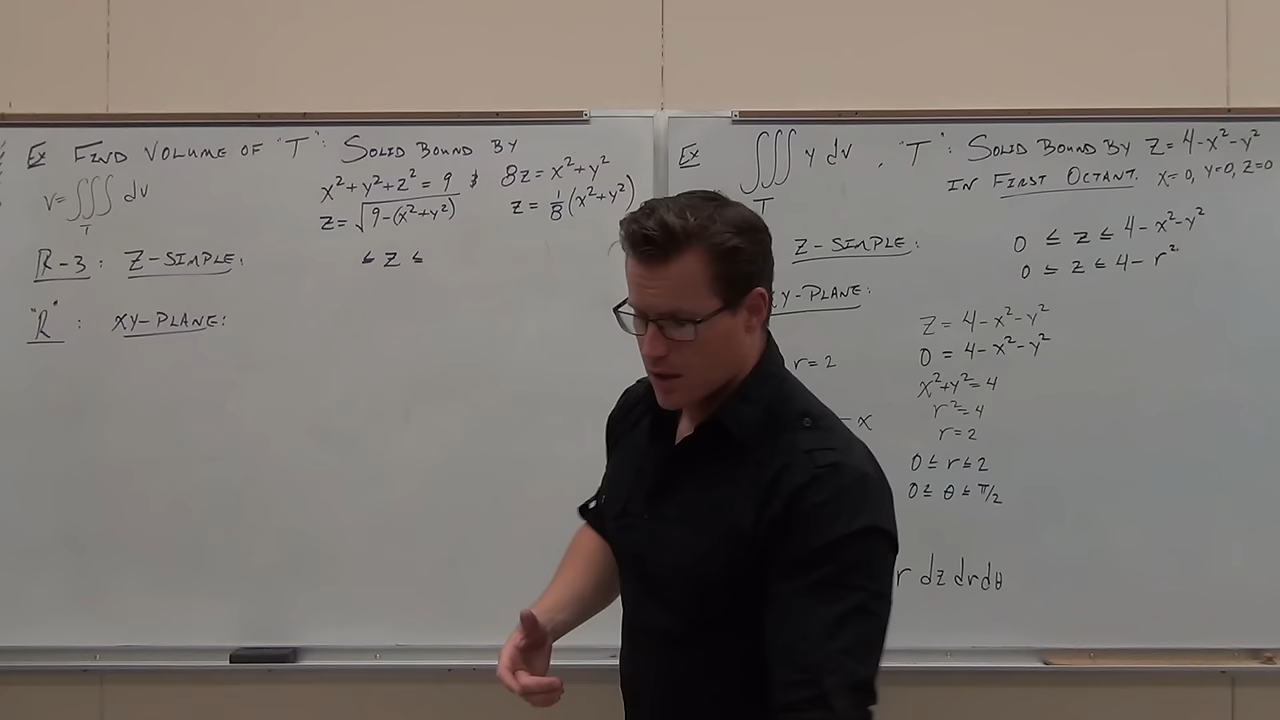 Ex FIND VOLUME OF "T": SOLID BOUND BY
V=∭_T dV
x²+y²+z²=9 & 8z=x²+y²
z=√(9-(x²+y²)) z=1/8(x²+y²)
R-3: Z-SIMPLE: ≤ z ≤
"R": XY-PLANE:
Ex ∭_T y dV, "T": SOLID BOUND BY z=4-x²-y²
IN FIRST OCTANT. x=0, y=0, z=0
Z-SIMPLE: 0 ≤ z ≤ 4-x²-y²
0 ≤ z ≤ 4-r²
XY-PLANE:
z=4-x²-y²
0=4-x²-y²
r=2
x²+y²=4
r²=4
x
r=2
0≤r≤2
0≤θ≤π/2
r dz dr dθ